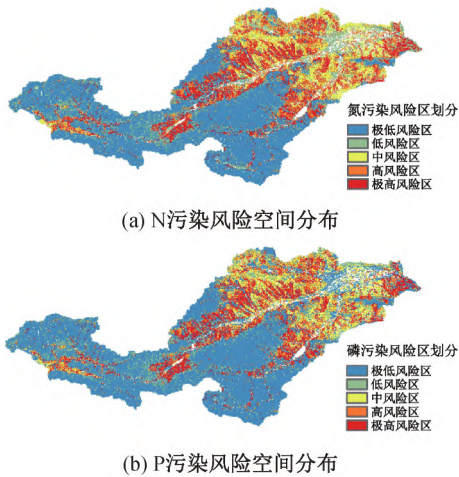 氮污染风险区划分
极低风险区
低风险区
中风险区
高风险区
极高风险区
(a) N污染风险空间分布
磷污染风险区划分
极低风险区
低风险区
中风险区
高风险区
极高风险区
(b) P污染风险空间分布